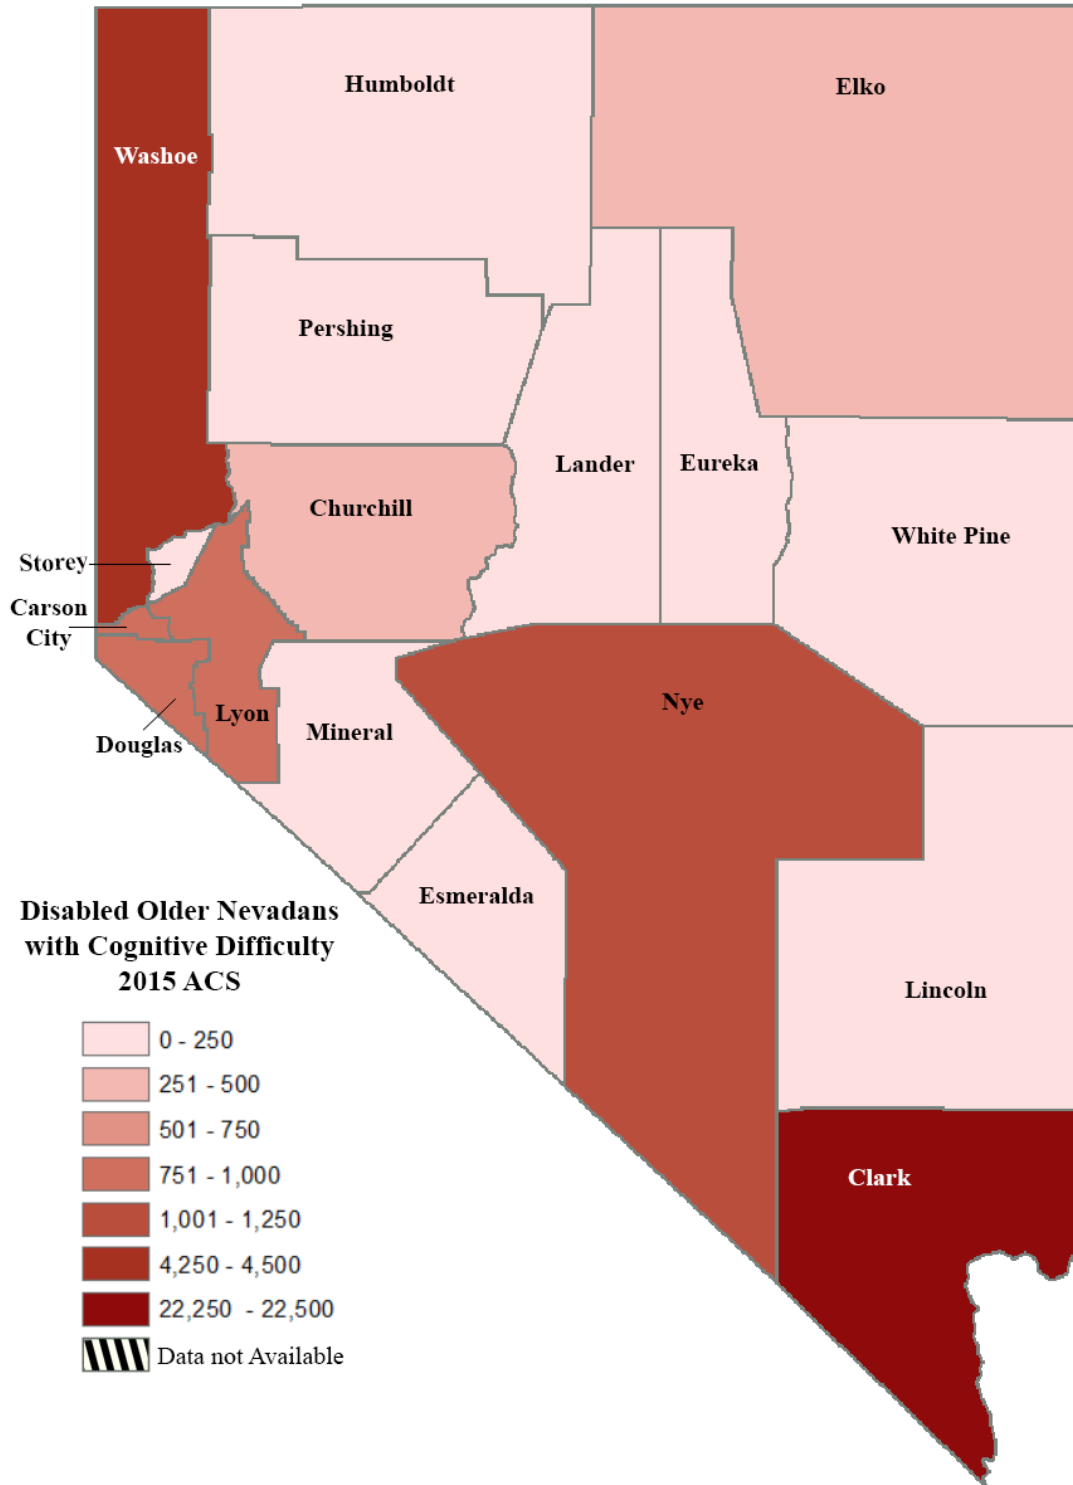 Humboldt
Elko
Washoe
Pershing
Lander
Eureka
Churchill
White Pine
Storey
Carson
City
Nye
Lyon
Mineral
Douglas
Esmeralda
Disabled Older Nevadans
with Cognitive Difficulty
2015 ACS
Lincoln
0 - 250
251 - 500
501 - 750
751 - 1,000
Clark
1,001 - 1,250
4,250 - 4,500
22,250 - 22,500
Data not Available